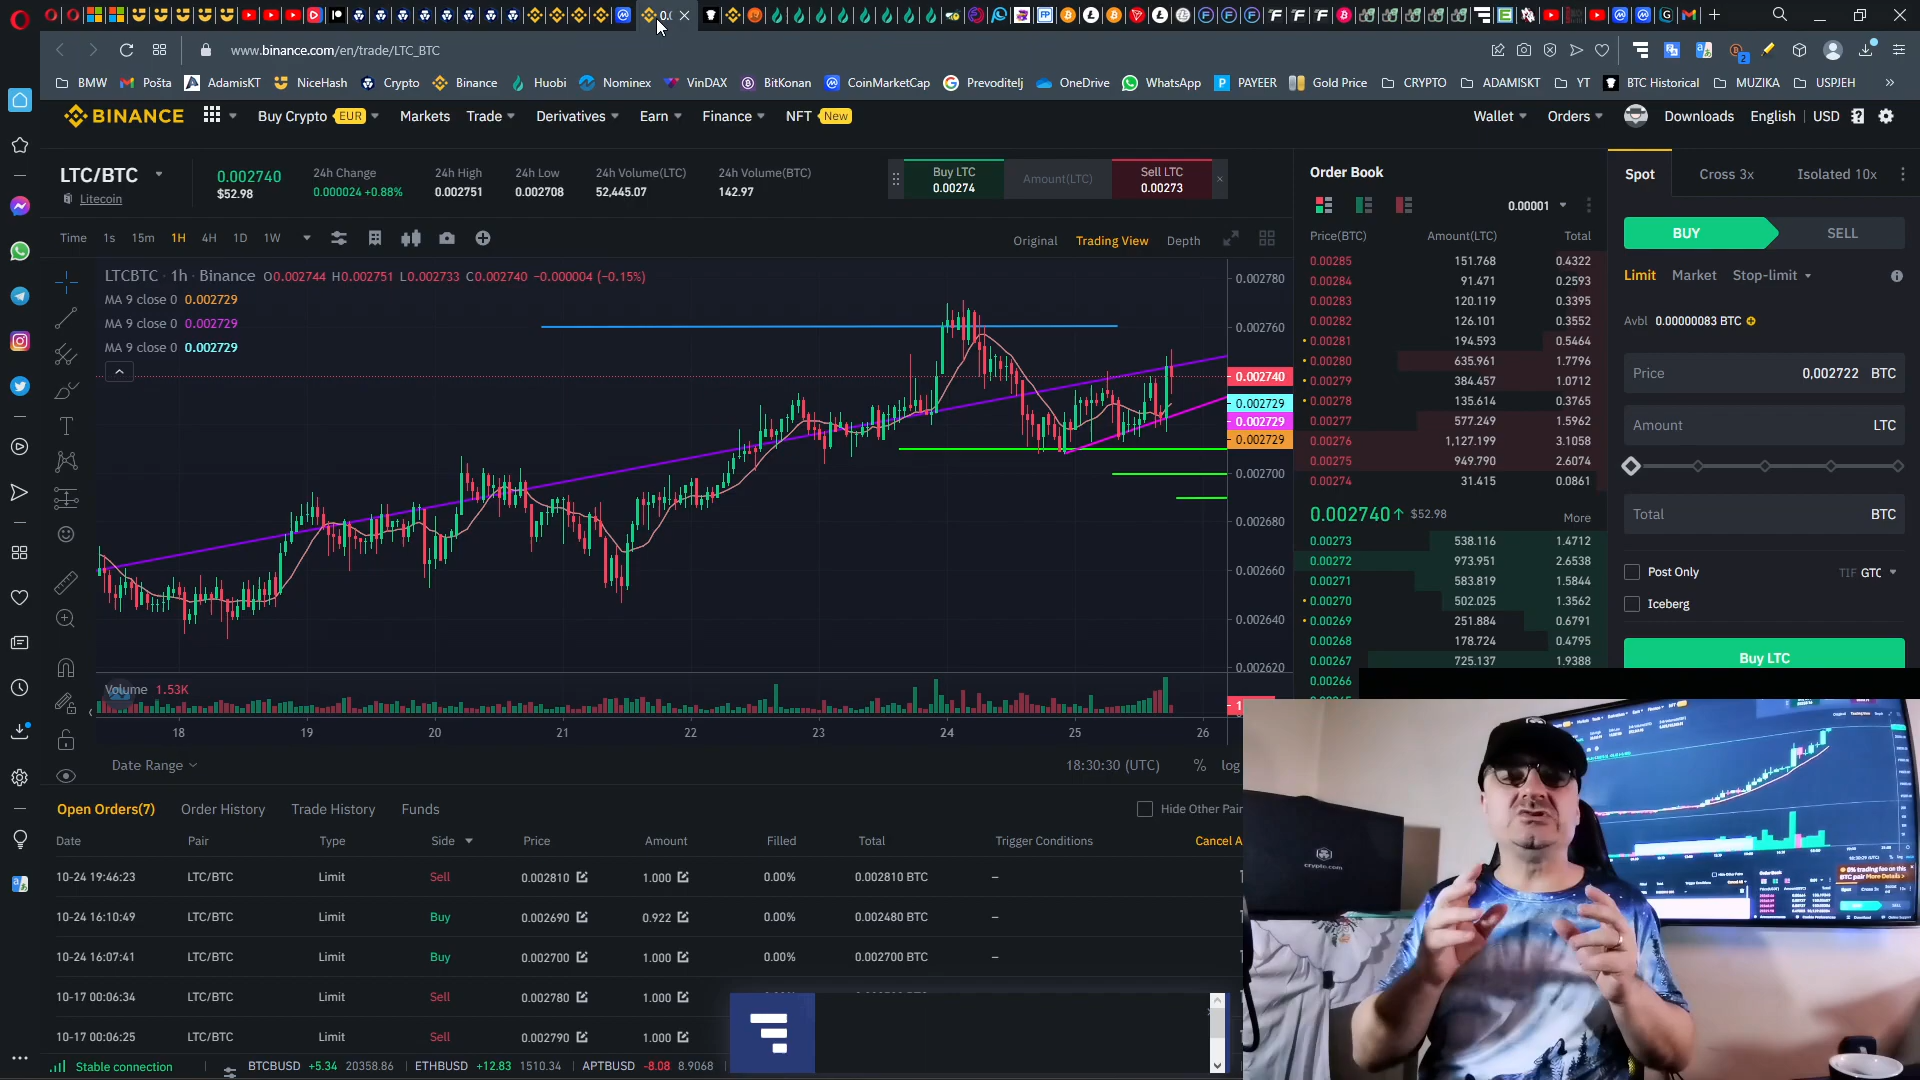 www.binance.com/en/trade/LTC_BTC
BMW Pošta AdamisKT NiceHash Crypto Binance Huobi Nominex VinDAX BitKonan CoinMarketCap Prevoditelj OneDrive WhatsApp PAYEER Gold Price CRYPTO ADAMISKT YT BTC Historical MUZIKA USPJEH »
BINANCE Buy Crypto EUR Markets Trade Derivatives Earn Finance NFT New Wallet Orders Downloads English USD
LTC/BTC
Litecoin
0.002740
$52.98
24h Change
0.000024 +0.88%
24h High
0.002751
24h Low
0.002708
24h Volume(LTC)
52,445.07
24h Volume(BTC)
142.97
Buy LTC
0.00274
Amount(LTC)
Sell LTC
0.00273
Time 1s 15m 1H 4H 1D 1W
Original Trading View Depth
LTCBTC · 1h · Binance O0.002744 H0.002751 L0.002733 C0.002740 −0.000004 (−0.15%)
MA 9 close 0 0.002729
MA 9 close 0 0.002729
MA 9 close 0 0.002729
0.002780
0.002760
0.002740
0.002729
0.002729
0.002729
0.002700
0.002680
0.002660
0.002640
0.002620
Volume 1.53K
18 19 20 21 22 23 24 25 26
Date Range
18:30:30 (UTC) % log
Order Book
0.00001
Price(BTC) Amount(LTC) Total
0.00285 151.768 0.4322
0.00284 91.471 0.2593
0.00283 120.119 0.3395
0.00282 126.101 0.3552
0.00281 194.593 0.5464
0.00280 635.961 1.7796
0.00279 384.457 1.0712
0.00278 135.614 0.3765
0.00277 577.249 1.5962
0.00276 1,127.199 3.1058
0.00275 949.790 2.6074
0.00274 31.415 0.0861
0.002740↑ $52.98 More
0.00273 538.116 1.4712
0.00272 973.951 2.6538
0.00271 583.819 1.5844
0.00270 502.025 1.3562
0.00269 251.884 0.6791
0.00268 178.724 0.4795
0.00267 725.137 1.9388
0.00266
Spot Cross 3x Isolated 10x
BUY SELL
Limit Market Stop-limit
Avbl 0.00000083 BTC
Price 0,002722 BTC
Amount LTC
Total BTC
Post Only TIF GTC
Iceberg
Buy LTC
Open Orders(7) Order History Trade History Funds Hide Other Pair
Date Pair Type Side Price Amount Filled Total Trigger Conditions Cancel A
10-24 19:46:23 LTC/BTC Limit Sell 0.002810 1.000 0.00% 0.002810 BTC –
10-24 16:10:49 LTC/BTC Limit Buy 0.002690 0.922 0.00% 0.002480 BTC –
10-24 16:07:41 LTC/BTC Limit Buy 0.002700 1.000 0.00% 0.002700 BTC –
10-17 00:06:34 LTC/BTC Limit Sell 0.002780 1.000
10-17 00:06:25 LTC/BTC Limit Sell 0.002790 1.000
Stable connection BTCBUSD +5.34 20358.86 ETHBUSD +12.83 1510.34 APTBUSD -8.08 8.9068
crypto.com